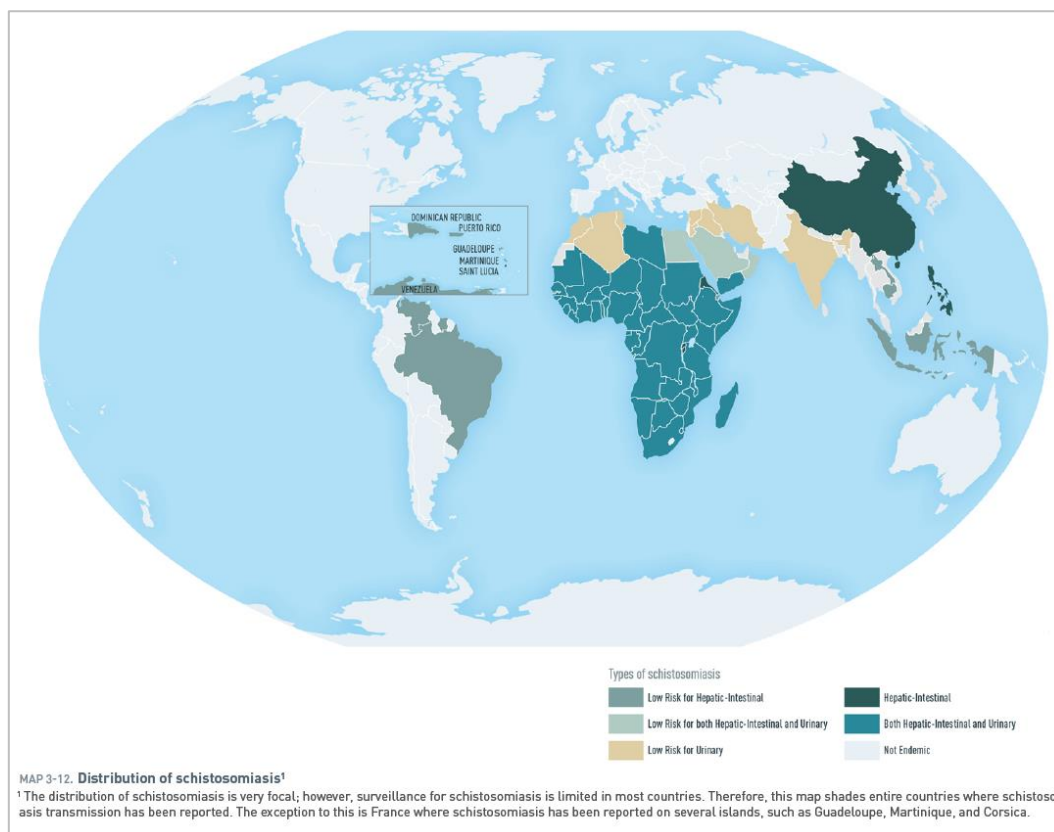 DOMINICAN REPUBLIC
PUERTO RICO
GUADELOUPE
MARTINIQUE
SAINT LUCIA
VENEZUELA
Types of schistosomiasis
Low Risk for Hepatic-Intestinal
Hepatic-Intestinal
Low Risk for both Hepatic-Intestinal and Urinary
Both Hepatic-Intestinal and Urinary
Low Risk for Urinary
Not Endemic
MAP 3-12. Distribution of schistosomiasis¹
¹ The distribution of schistosomiasis is very focal; however, surveillance for schistosomiasis is limited in most countries. Therefore, this map shades entire countries where schistoso
asis transmission has been reported. The exception to this is France where schistosomiasis has been reported on several islands, such as Guadeloupe, Martinique, and Corsica.